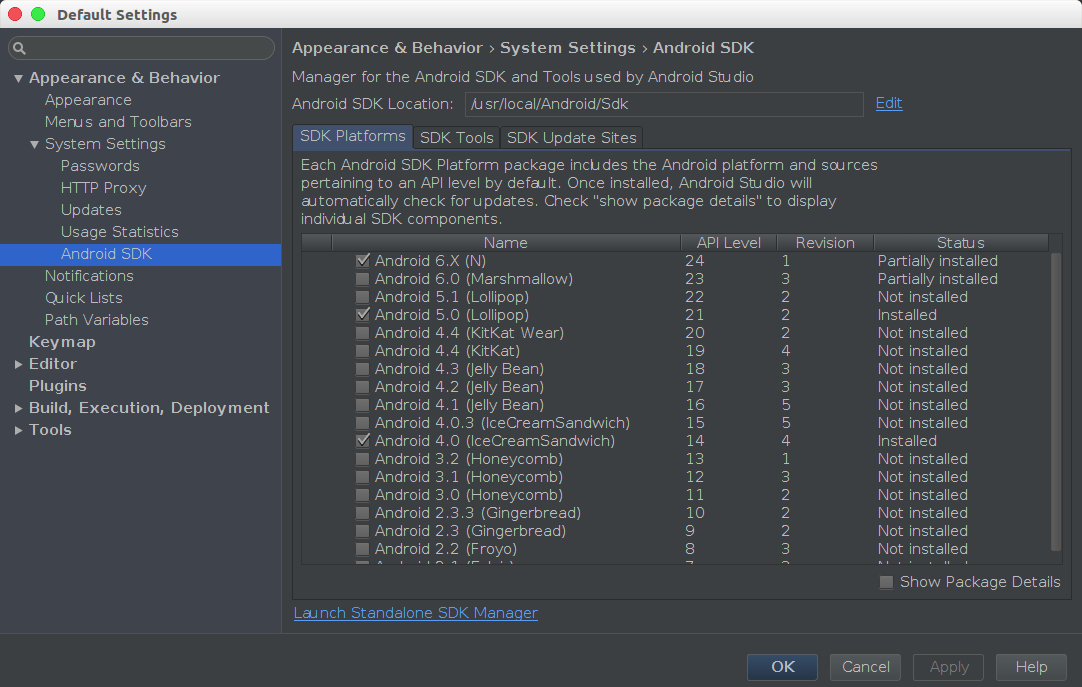 Default Settings
Appearance & Behavior › System Settings › Android SDK
Manager for the Android SDK and Tools used by Android Studio
Android SDK Location: /usr/local/Android/Sdk Edit
Appearance & Behavior
Appearance
Menus and Toolbars
System Settings
Passwords
HTTP Proxy
Updates
Usage Statistics
Android SDK
Notifications
Quick Lists
Path Variables
Keymap
Editor
Plugins
Build, Execution, Deployment
Tools
SDK Platforms SDK Tools SDK Update Sites
Each Android SDK Platform package includes the Android platform and sources
pertaining to an API level by default. Once installed, Android Studio will
automatically check for updates. Check "show package details" to display
individual SDK components.
Name API Level Revision Status
Android 6.X (N) 24 1 Partially installed
Android 6.0 (Marshmallow) 23 3 Partially installed
Android 5.1 (Lollipop) 22 2 Not installed
Android 5.0 (Lollipop) 21 2 Installed
Android 4.4 (KitKat Wear) 20 2 Not installed
Android 4.4 (KitKat) 19 4 Not installed
Android 4.3 (Jelly Bean) 18 3 Not installed
Android 4.2 (Jelly Bean) 17 3 Not installed
Android 4.1 (Jelly Bean) 16 5 Not installed
Android 4.0.3 (IceCreamSandwich) 15 5 Not installed
Android 4.0 (IceCreamSandwich) 14 4 Installed
Android 3.2 (Honeycomb) 13 1 Not installed
Android 3.1 (Honeycomb) 12 3 Not installed
Android 3.0 (Honeycomb) 11 2 Not installed
Android 2.3.3 (Gingerbread) 10 2 Not installed
Android 2.3 (Gingerbread) 9 2 Not installed
Android 2.2 (Froyo) 8 3 Not installed
Show Package Details
Launch Standalone SDK Manager
OK Cancel Apply Help